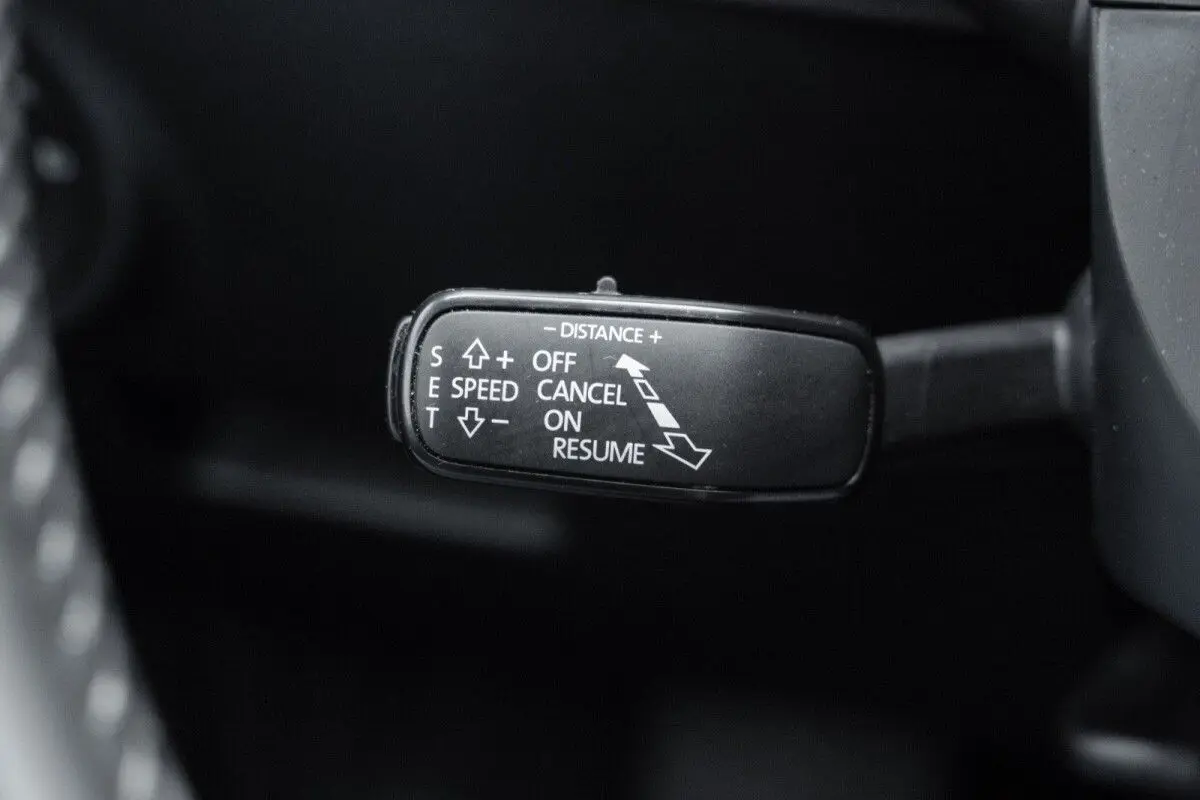 − DISTANCE +
S
E
T
+
SPEED
−
OFF
CANCEL
ON
RESUME